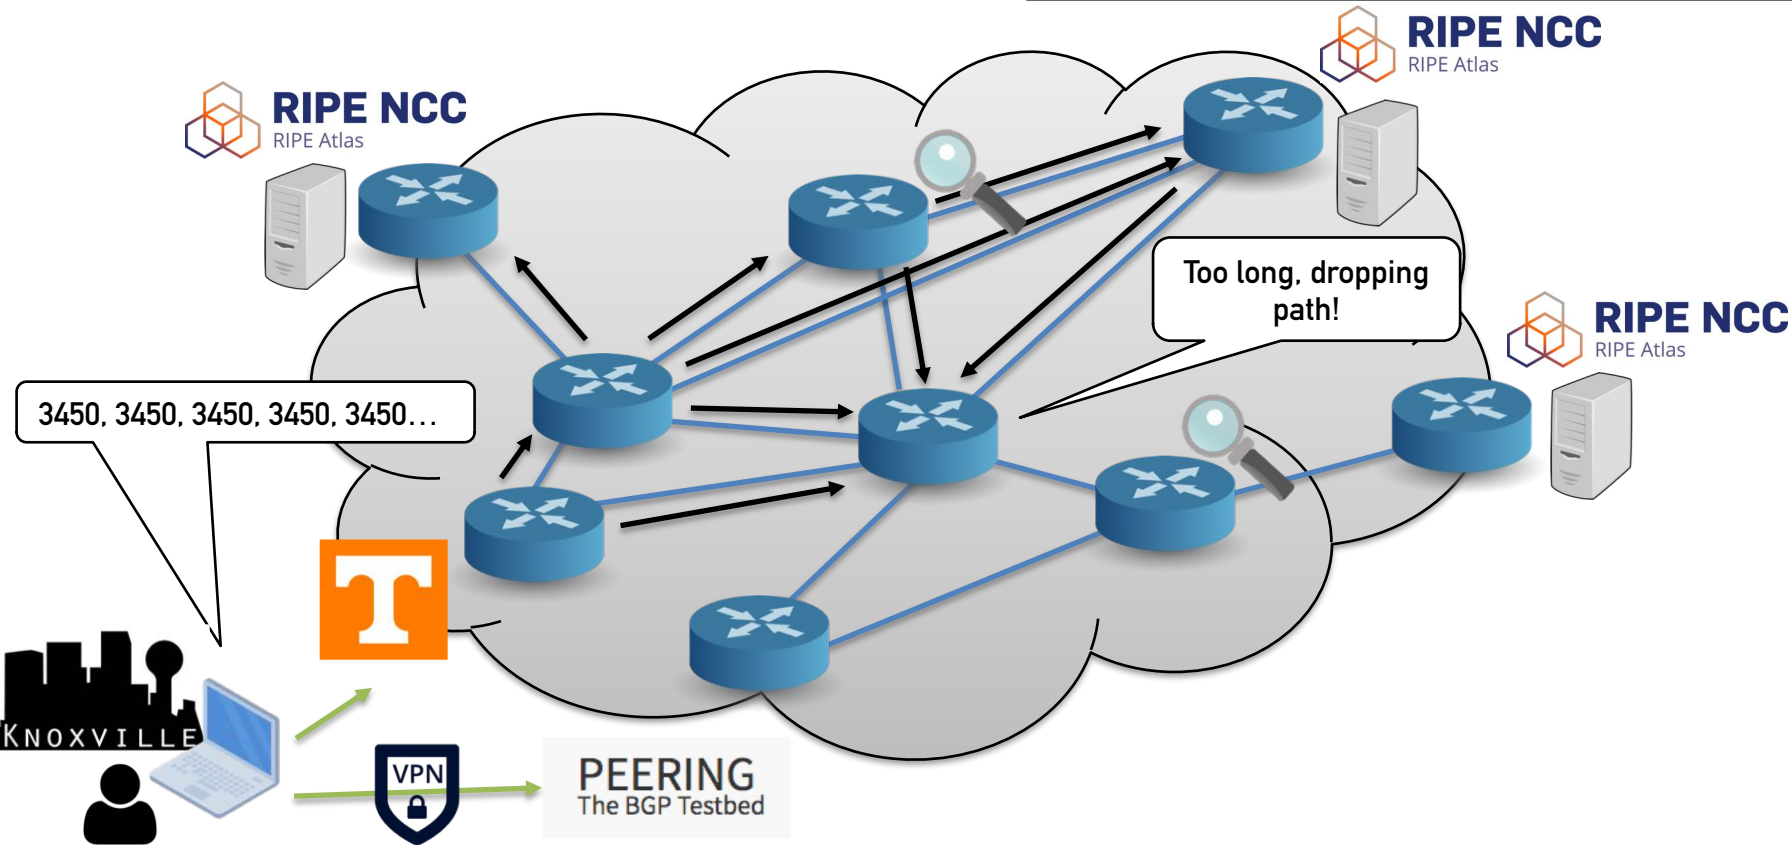 RIPE NCC
RIPE Atlas
RIPE NCC
RIPE Atlas
Too long, dropping
path!
RIPE NCC
RIPE Atlas
3450, 3450, 3450, 3450, 3450...
T
KNOXVILLE
VPN
PEERING
The BGP Testbed